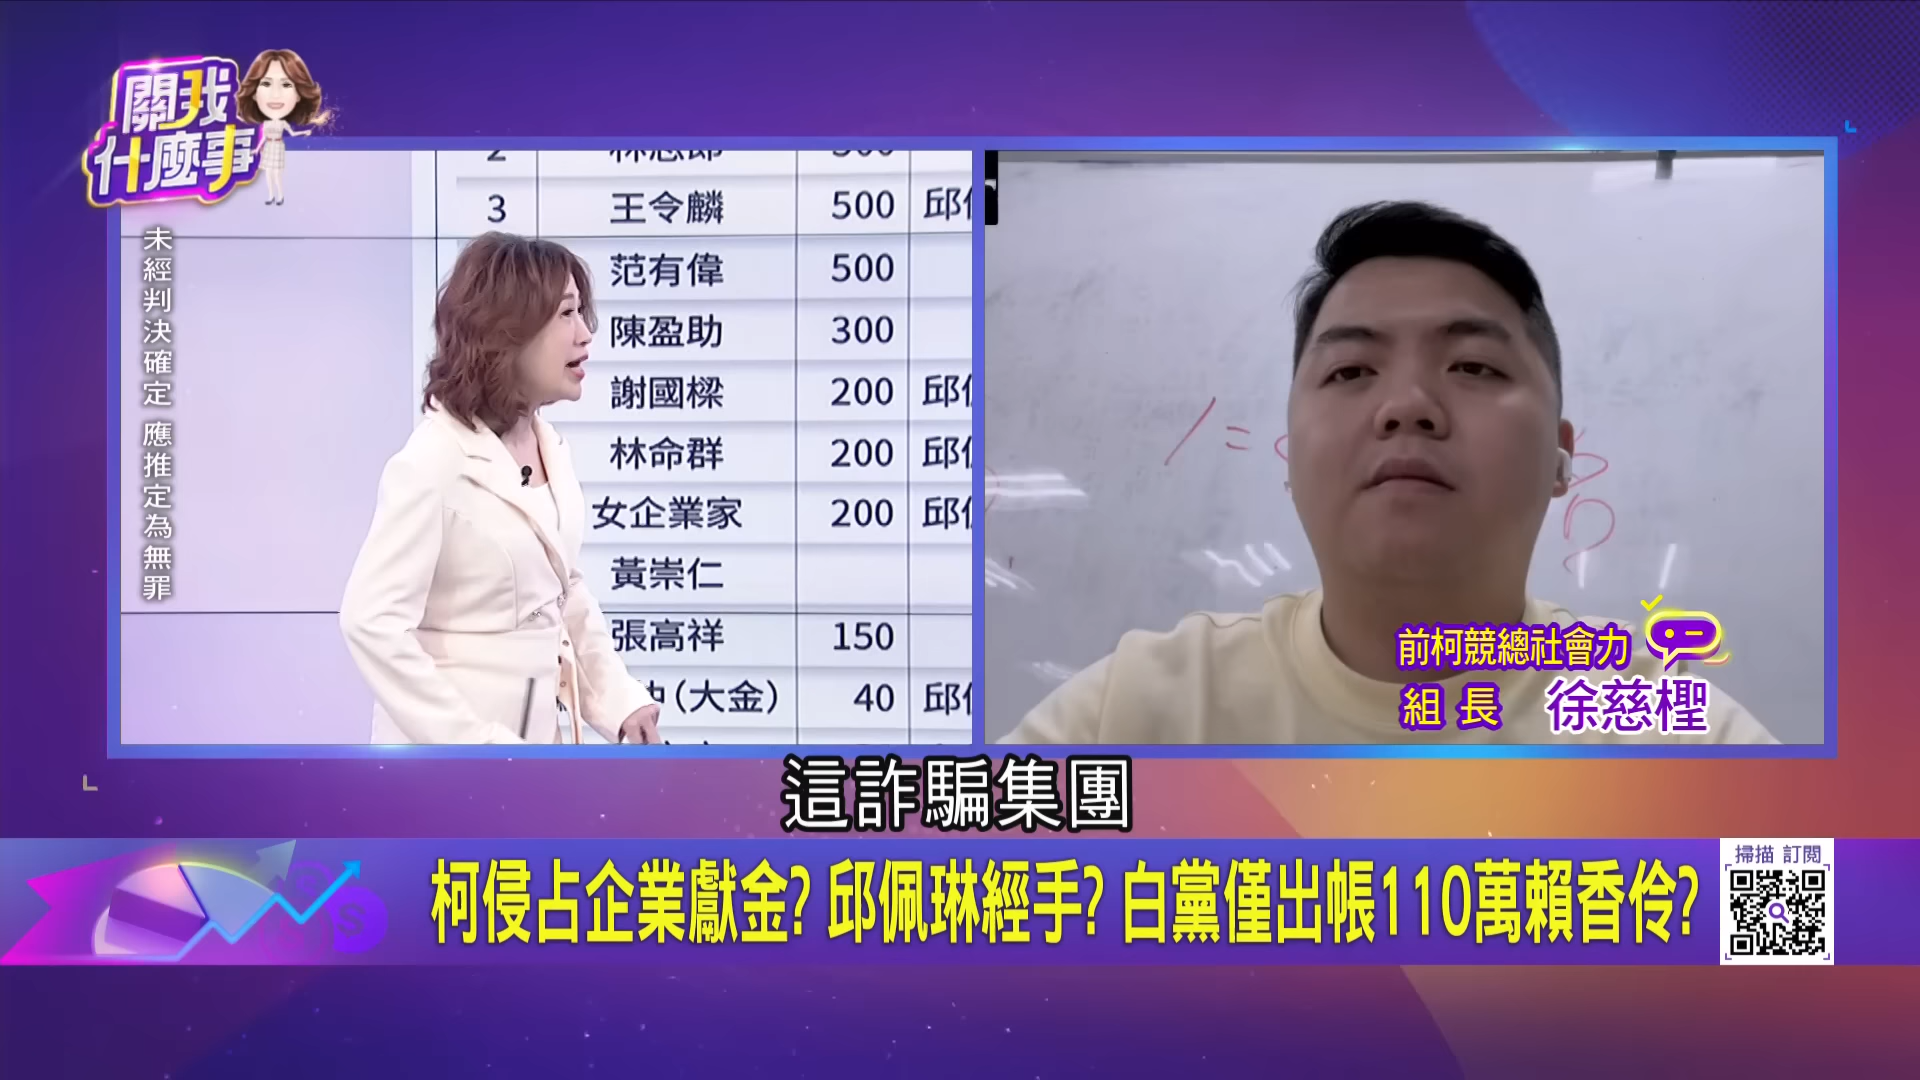 關我
什麼事
未經判決確定 應推定為無罪
2
500
3 王令麟 500 邱
范有偉 500
陳盈助 300
謝國樑 200 邱
林命群 200 邱
女企業家 200 邱
黃崇仁
張高祥 150
(大金) 40 邱
前柯競總社會力
組長 徐慈檉
這詐騙集團
柯侵占企業獻金? 邱佩琳經手? 白黨僅出帳110萬賴香伶?
掃描 訂閱